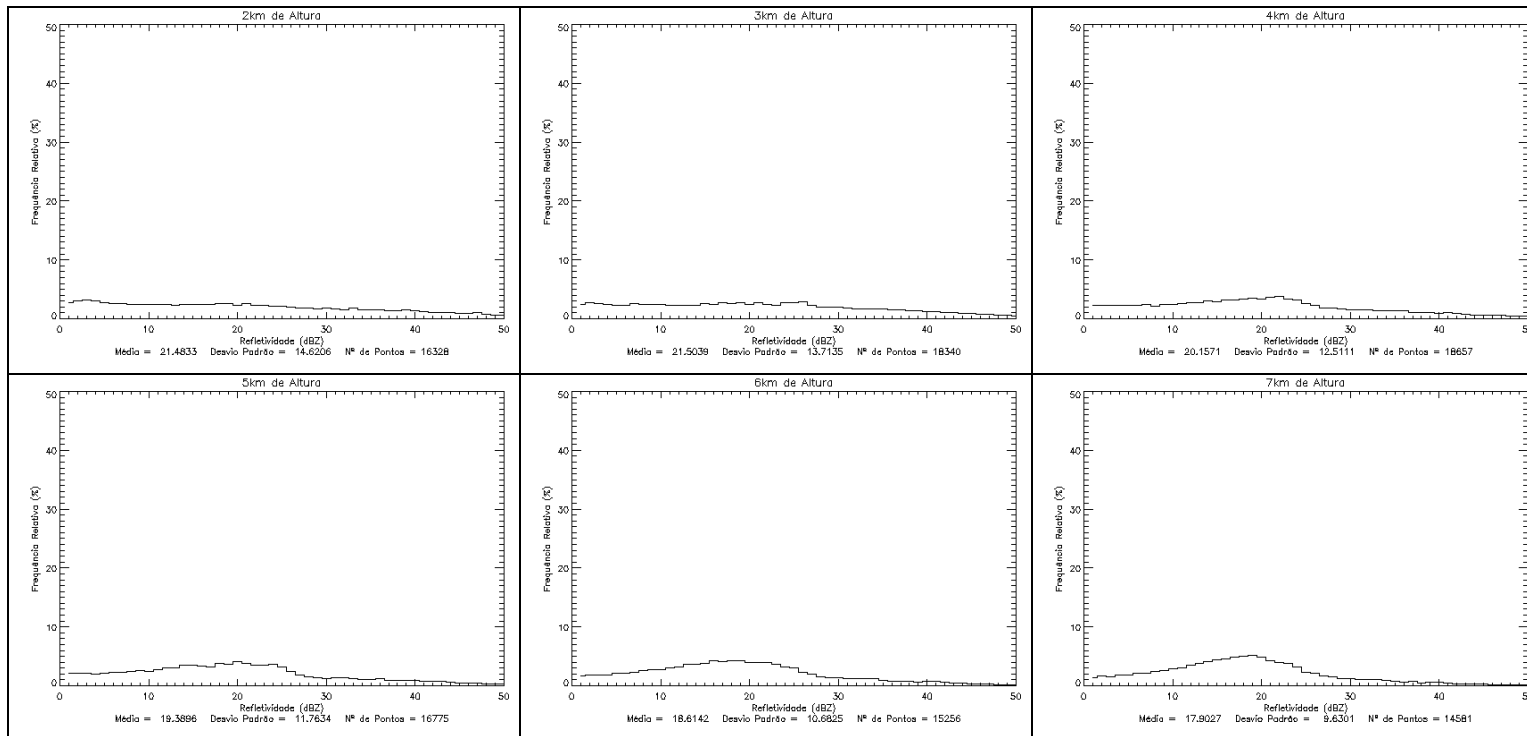 2km de Altura
50
40
30
20
10
0
Frequência Relativa (%)
0 10 20 30 40 50
Refletividade (dBZ)
Média = 21.4833 Desvio Padrão = 14.6206 Nº de Pontos = 16328
3km de Altura
50
40
30
20
10
0
Frequência Relativa (%)
0 10 20 30 40 50
Refletividade (dBZ)
Média = 21.5039 Desvio Padrão = 13.7135 Nº de Pontos = 18340
4km de Altura
50
40
30
20
10
0
Frequência Relativa (%)
0 10 20 30 40 50
Refletividade (dBZ)
Média = 20.1571 Desvio Padrão = 12.5111 Nº de Pontos = 18657
5km de Altura
50
40
30
20
10
0
Frequência Relativa (%)
0 10 20 30 40 50
Refletividade (dBZ)
Média = 19.3896 Desvio Padrão = 11.7634 Nº de Pontos = 16775
6km de Altura
50
40
30
20
10
0
Frequência Relativa (%)
0 10 20 30 40 50
Refletividade (dBZ)
Média = 18.6142 Desvio Padrão = 10.6825 Nº de Pontos = 15256
7km de Altura
50
40
30
20
10
0
Frequência Relativa (%)
0 10 20 30 40 50
Refletividade (dBZ)
Média = 17.9027 Desvio Padrão = 9.6301 Nº de Pontos = 14581